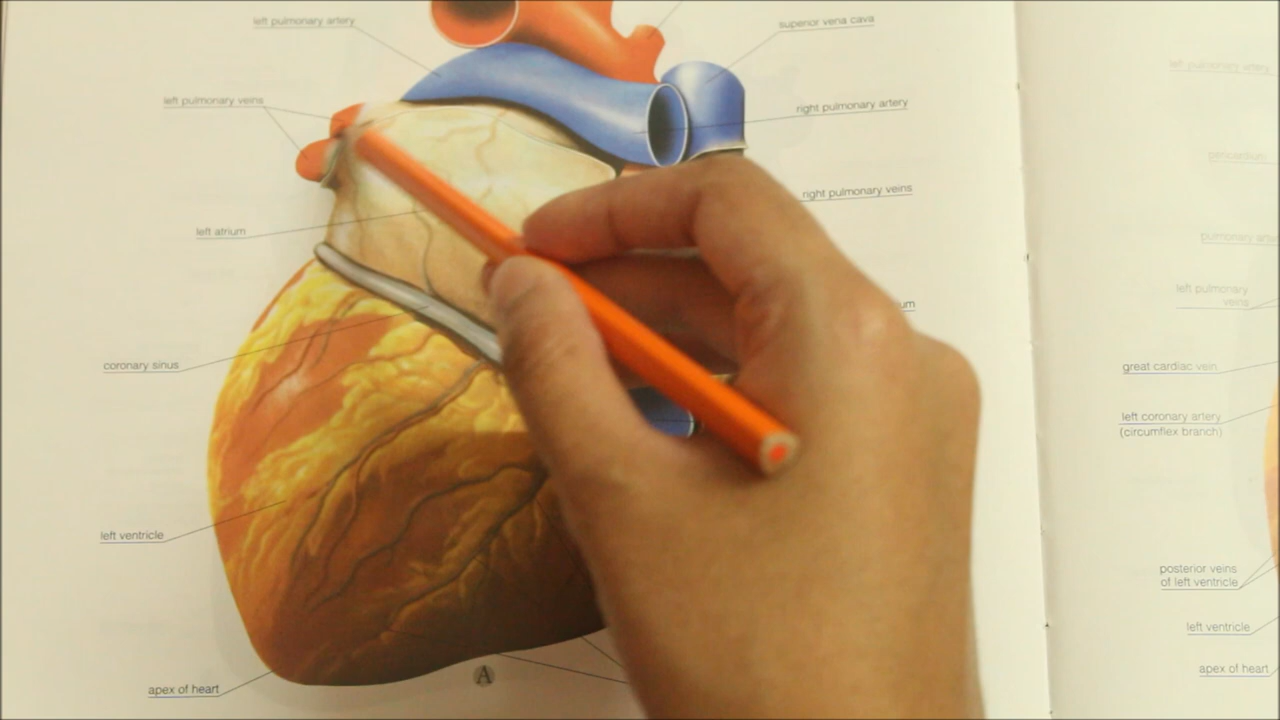 left pulmonary artery
superior vena cava
left pulmonary veins
right pulmonary artery
right pulmonary veins
left atrium
coronary sinus
left ventricle
apex of heart
A
left pulmonary artery
pericardium
left pulmonary
veins
great cardiac vein
left coronary artery
(circumflex branch)
posterior veins
of left ventricle
left ventricle
apex of heart